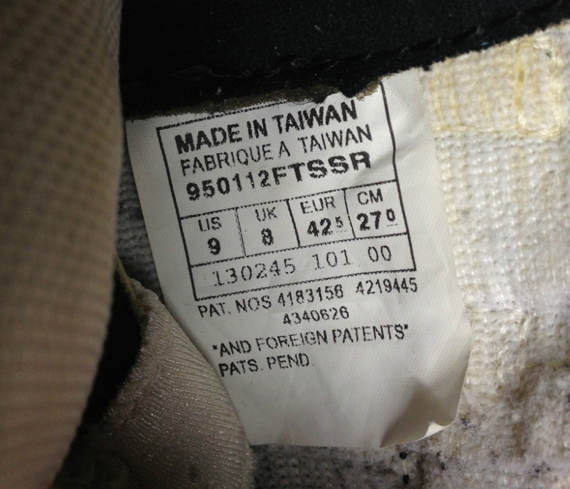 MADE IN TAIWAN
FABRIQUE A TAIWAN
950112FTSSR
US UK EUR CM
9 8 42 5 27 0
130245 101 00
PAT. NOS 4183156 4219445
4340626
"AND FOREIGN PATENTS"
PATS. PEND.